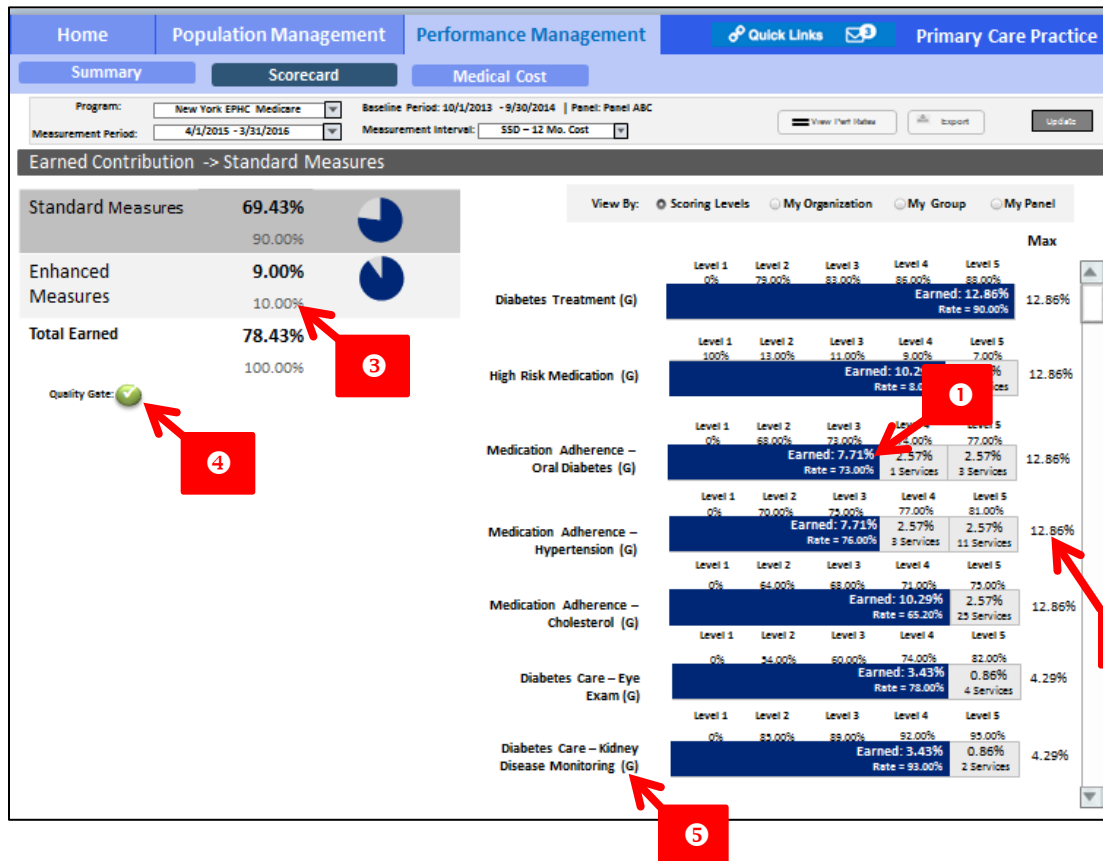 Home Population Management Performance Management Quick Links 3 Primary Care Practice
Summary Scorecard Medical Cost
Program: New York EPHC Medicare Baseline Period: 10/1/2013 - 9/30/2014 | Panel: Panel ABC
Measurement Period: 4/1/2015 - 3/31/2016 Measurement Interval: SSD – 12 Mo. Cost View Part Rates Export Update
Earned Contribution -> Standard Measures
Standard Measures 69.43%
90.00%
Enhanced Measures 9.00%
10.00%
Total Earned 78.43%
100.00%
Quality Gate:
❸
❹
View By: Scoring Levels My Organization My Group My Panel
Max
Level 1 Level 2 Level 3 Level 4 Level 5
0% 79.00% 83.00% 86.00% 88.00%
Diabetes Treatment (G) Earned: 12.86% 12.86%
Rate = 90.00%
Level 1 Level 2 Level 3 Level 4 Level 5
100% 13.00% 11.00% 9.00% 7.00%
High Risk Medication (G) Earned: 10.2 % 12.86%
Rate = 8.0
❶
Level 1 Level 2 Level 3
0% 68.00% 73.00% 77.00%
Medication Adherence – Earned: 7.71% 2.57% 2.57% 12.86%
Oral Diabetes (G) Rate = 73.00% 1 Services 3 Services
Level 1 Level 2 Level 3 Level 4 Level 5
0% 70.00% 75.00% 77.00% 81.00%
Medication Adherence – Earned: 7.71% 2.57% 2.57% 12.86%
Hypertension (G) Rate = 76.00% 3 Services 11 Services
Level 1 Level 2 Level 3 Level 4 Level 5
0% 64.00% 68.00% 71.00% 75.00%
Medication Adherence – Earned: 10.29% 2.57% 12.86%
Cholesterol (G) Rate = 65.20% 25 Services
Level 1 Level 2 Level 3 Level 4 Level 5
0% 54.00% 60.00% 74.00% 82.00%
Diabetes Care – Eye Earned: 3.43% 0.86% 4.29%
Exam (G) Rate = 78.00% 4 Services
Level 1 Level 2 Level 3 Level 4 Level 5
0% 85.00% 89.00% 92.00% 95.00%
Diabetes Care – Kidney Earned: 3.43% 0.86% 4.29%
Disease Monitoring (G) Rate = 93.00% 2 Services
❺